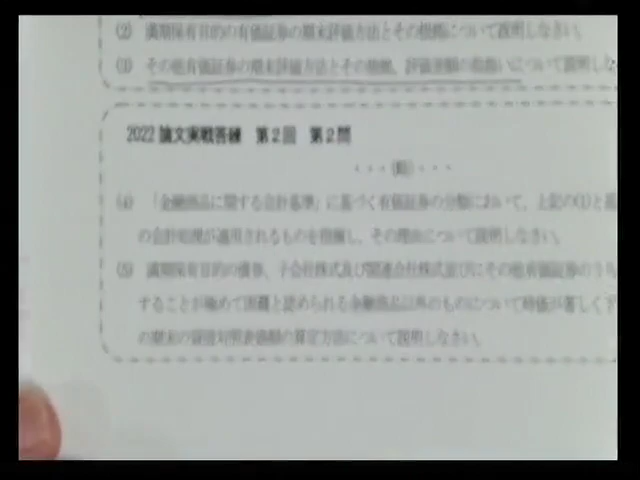 (2) 満期保有目的の有価証券の期末評価方法とその根拠について説明しなさい。
(3) その他有価証券の期末評価方法とその根拠、評価差額の取扱いについて説明しな
2022 論文実戦答練 第2回 第2問
・・・(略)・・・
(4) 「金融商品に関する会計基準」に基づく有価証券の分類において、上記の(1)と
の会計処理が適用されるものを指摘し、その理由について説明しなさい。
(5) 満期保有目的の債券、子会社株式及び関連会社株式並びにその他有価証券のうち
することが極めて困難と認められる金融商品以外のものについて時価が著しく下
の期末の貸借対照表価額の算定方法について説明しなさい。